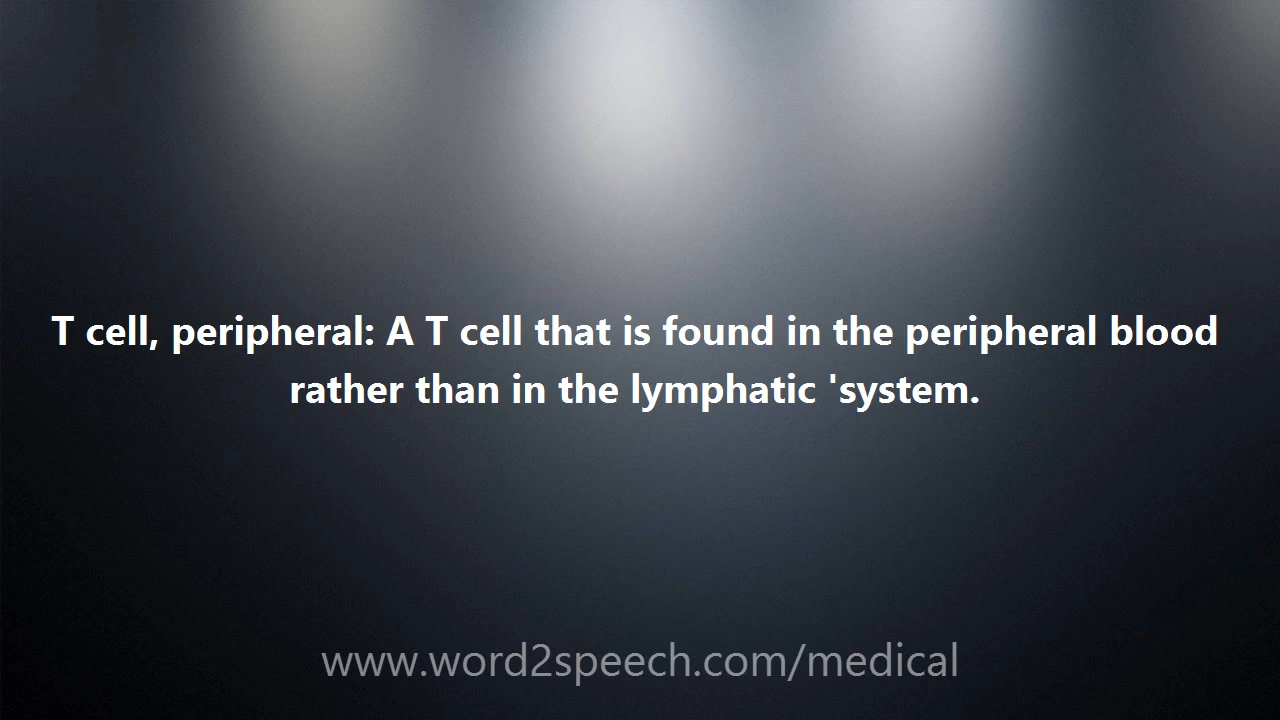 T cell, peripheral: A T cell that is found in the peripheral blood
rather than in the lymphatic 'system.
www.word2speech.com/medical